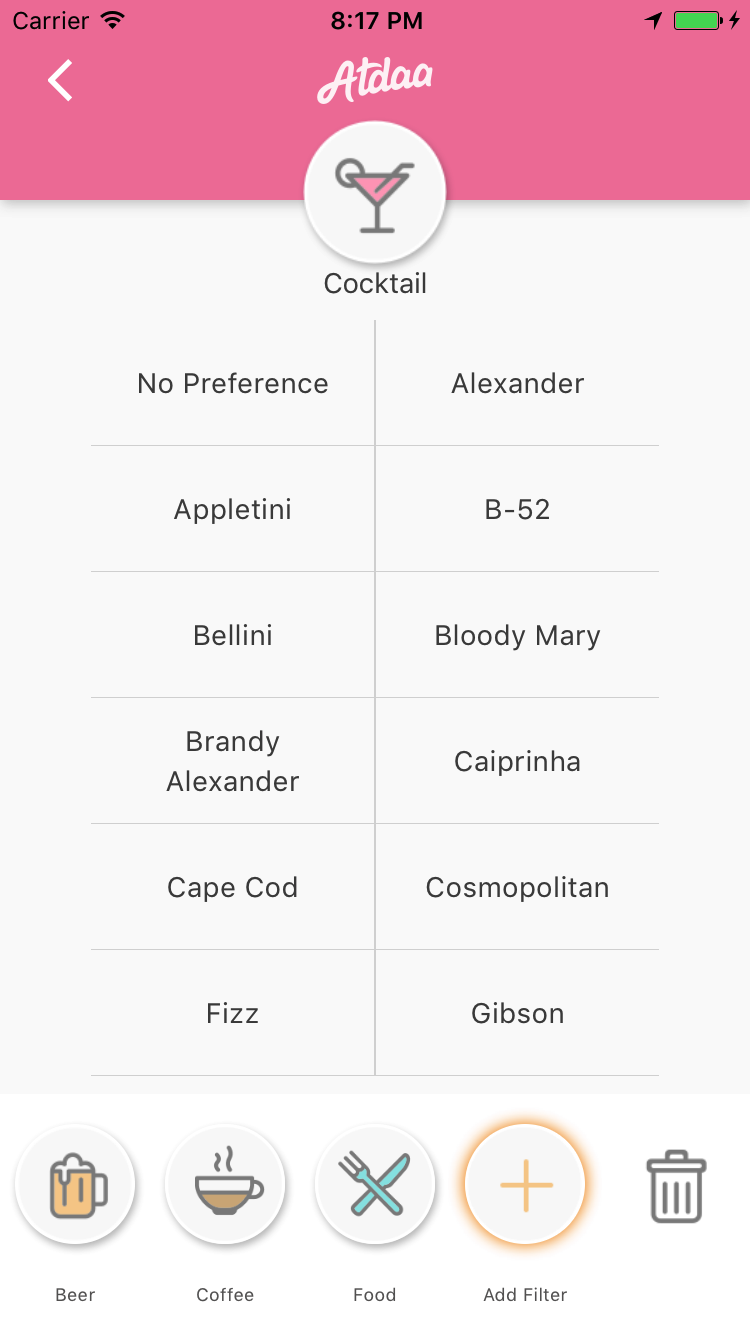 Carrier 8:17 PM
Atdaa
Cocktail
No Preference Alexander
Appletini B-52
Bellini Bloody Mary
Brandy
Alexander
Caiprinha
Cape Cod Cosmopolitan
Fizz Gibson
Beer Coffee Food Add Filter